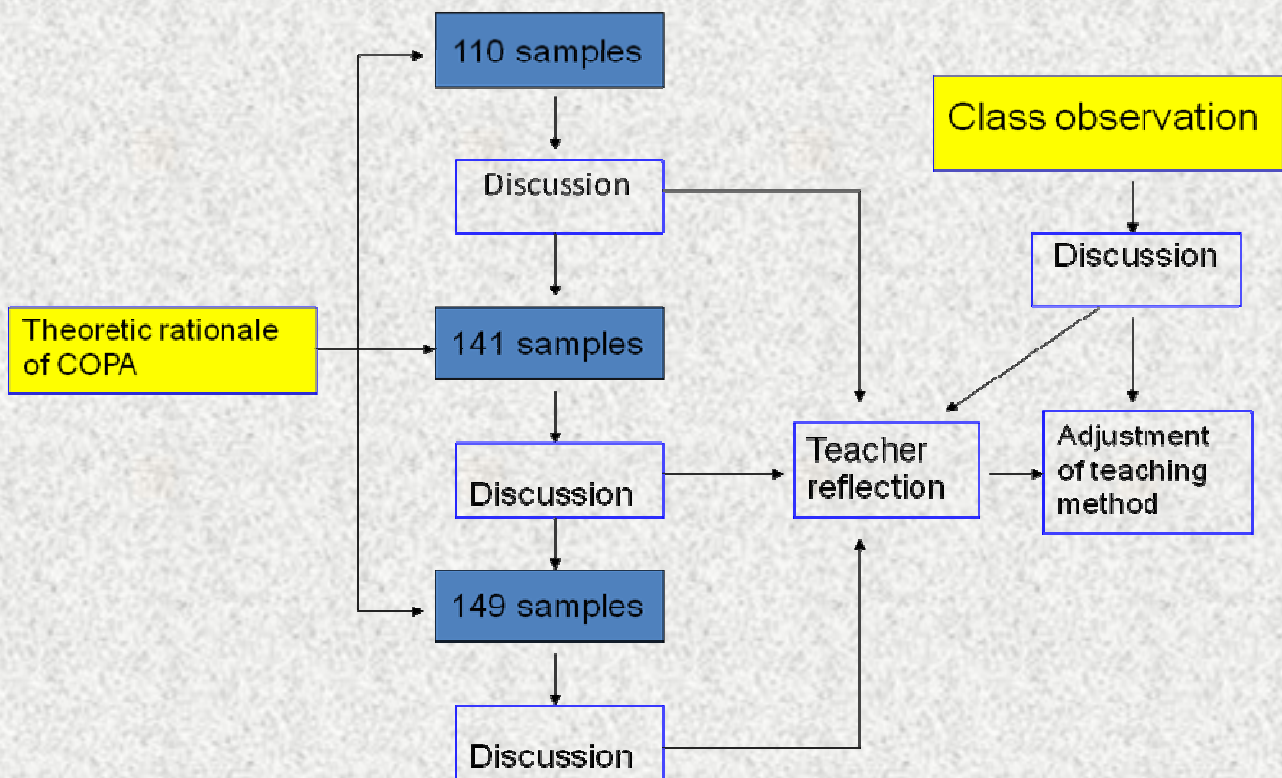 110 samples
Class observation
Discussion
Discussion
Theoretic rationale
of COPA
141 samples
Teacher
reflection
Adjustment
of teaching
method
Discussion
149 samples
Discussion